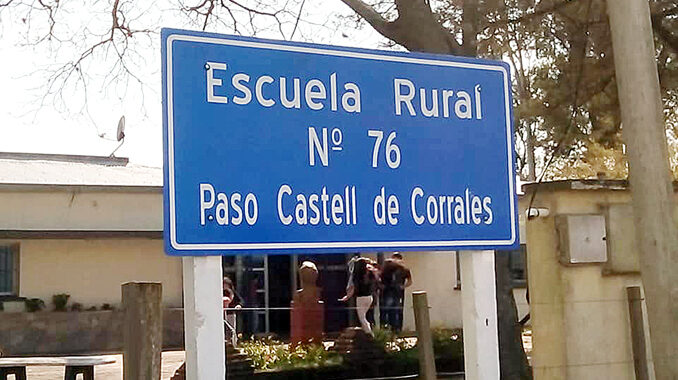 Escuela Rural
Nº 76
Paso Castell de Corrales